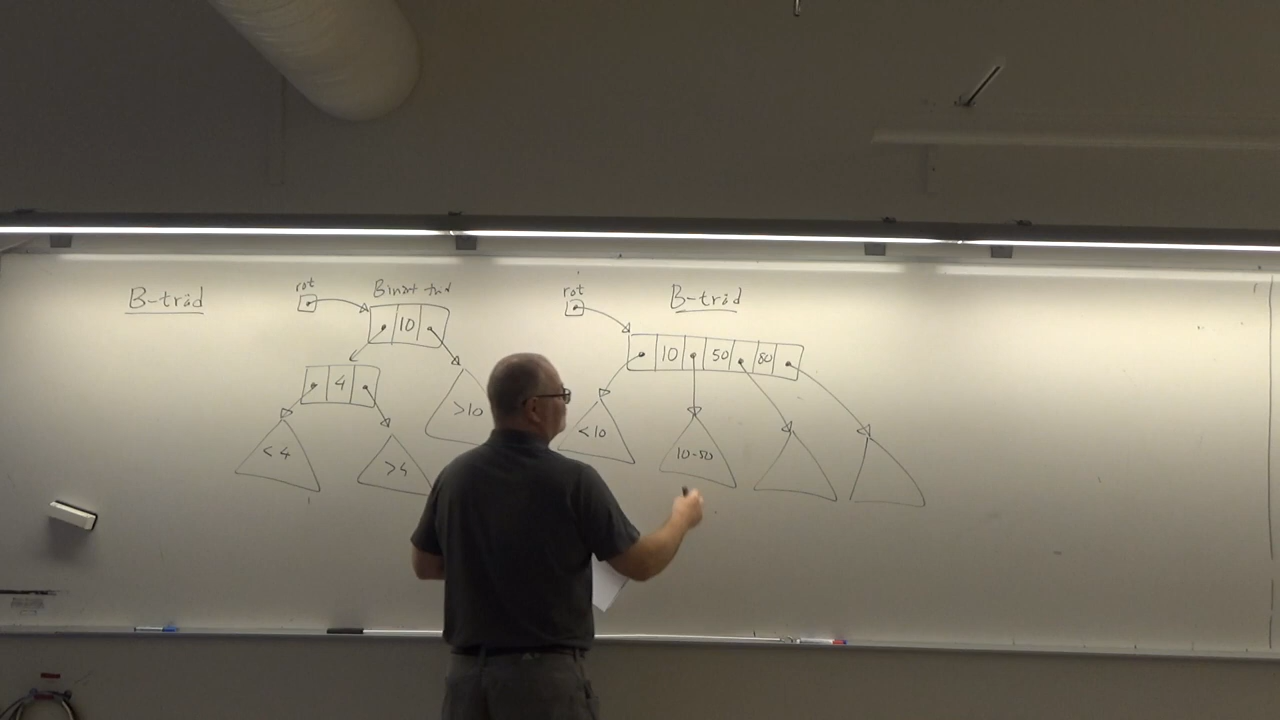 B-träd
rot
Binärt träd
10
4
< 4
>4
>10
rot
B-träd
10 50 80
<10
10-50